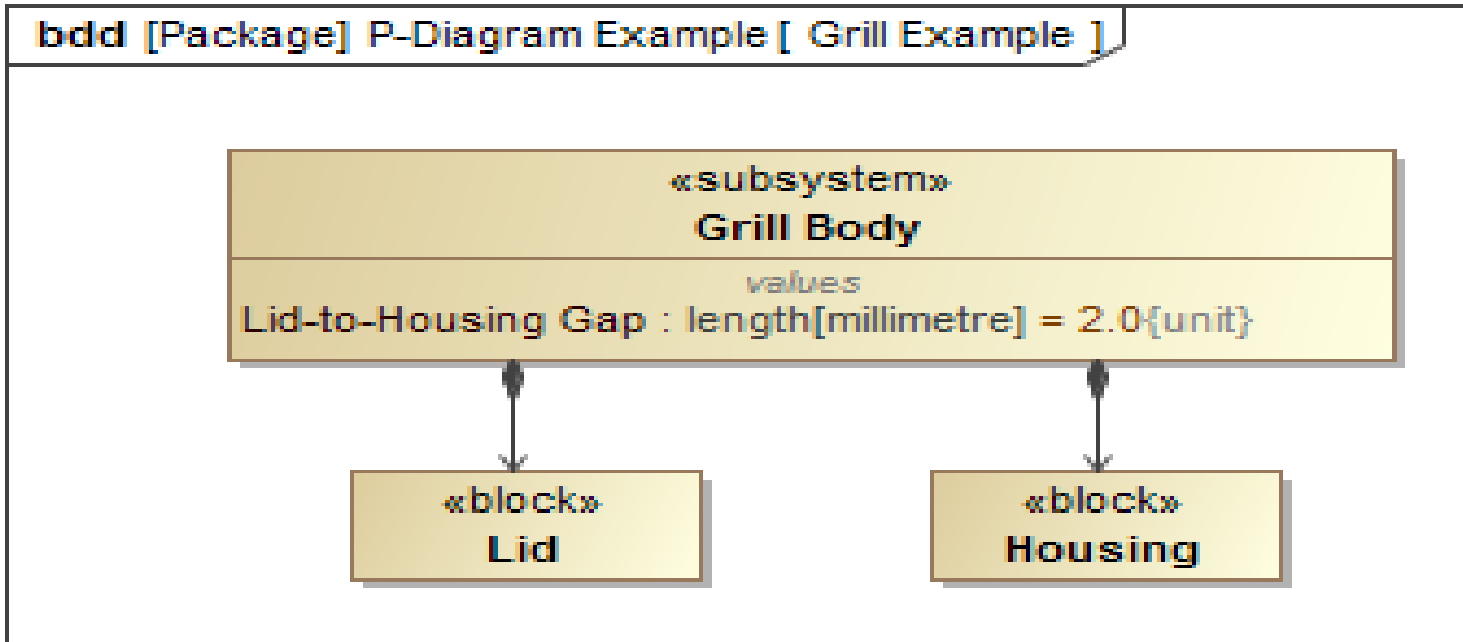 bdd [Package] P-Diagram Example [ Grill Example ]
«subsystem»
Grill Body
values
Lid-to-Housing Gap : length[millimetre] = 2.0{unit}
«block»
Lid
«block»
Housing